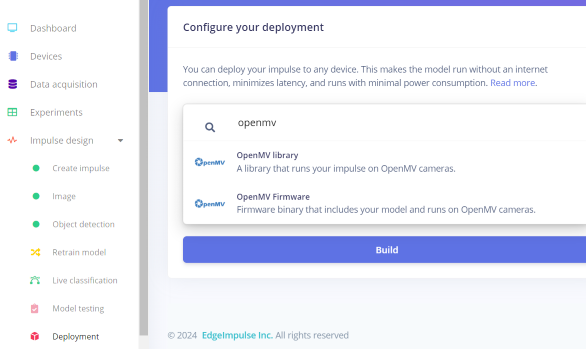 Dashboard
Devices
Data acquisition
Experiments
Impulse design
Create impulse
Image
Object detection
Retrain model
Live classification
Model testing
Deployment
Configure your deployment
You can deploy your impulse to any device. This makes the model run without an internet
connection, minimizes latency, and runs with minimal power consumption. Read more.
openmv
OpenMV
OpenMV library
A library that runs your impulse on OpenMV cameras.
OpenMV
OpenMV Firmware
Firmware binary that includes your model and runs on OpenMV cameras.
Build
© 2024 EdgeImpulse Inc. All rights reserved